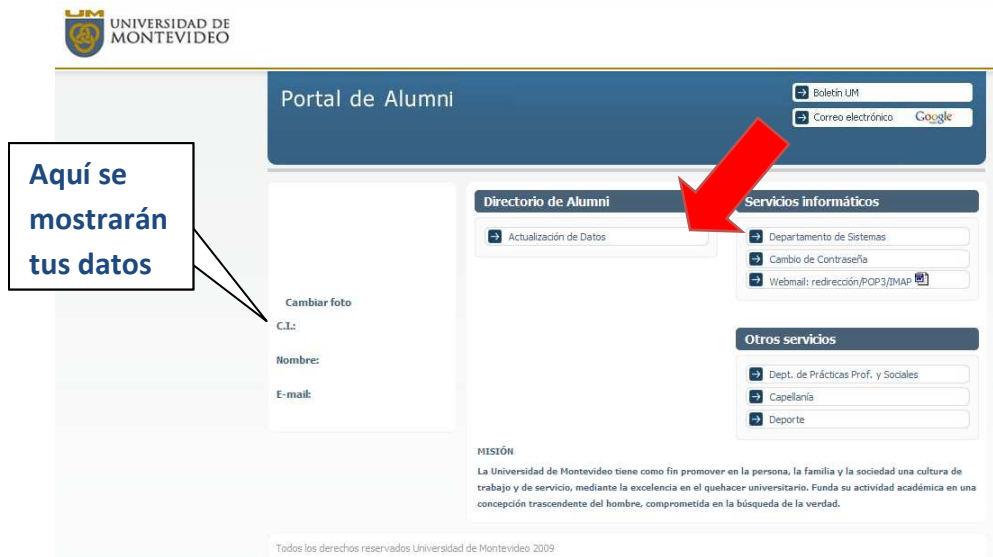 UM
UNIVERSIDAD DE
MONTEVIDEO
Portal de Alumni
Boletín UM
Correo electrónico Google
Aquí se
mostrarán
tus datos
Cambiar foto
C.I.:
Nombre:
E-mail:
Directorio de Alumni
Actualización de Datos
Servicios informáticos
Departamento de Sistemas
Cambio de Contraseña
Webmail: redirección/POP3/IMAP
Otros servicios
Dept. de Prácticas Prof. y Sociales
Capellanía
Deporte
MISIÓN
La Universidad de Montevideo tiene como fin promover en la persona, la familia y la sociedad una cultura de
trabajo y de servicio, mediante la excelencia en el quehacer universitario. Funda su actividad académica en una
concepción trascendente del hombre, comprometida en la búsqueda de la verdad.
Todos los derechos reservados Universidad de Montevideo 2009